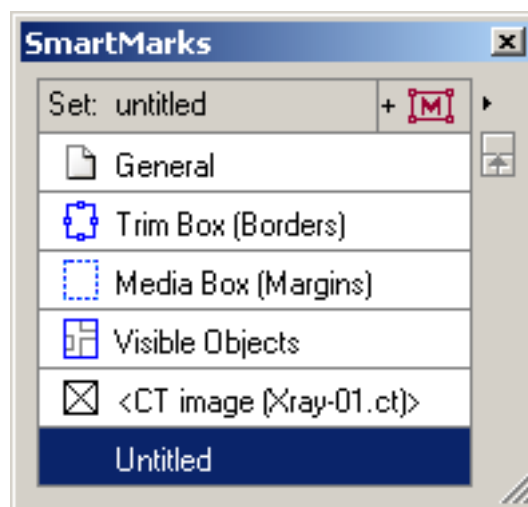 SmartMarks
Set: untitled + M
General
Trim Box (Borders)
Media Box (Margins)
Visible Objects
<CT image (Xray-01.ct)>
Untitled